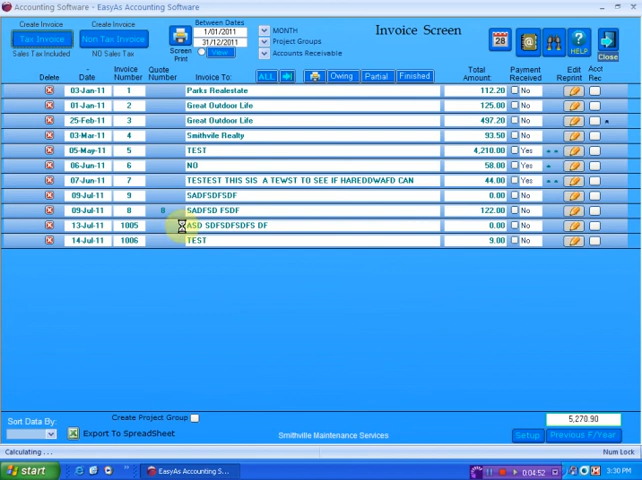 Accounting Software - EasyAs Accounting Software
Create Invoice
Tax Invoice
Sales Tax Included
Create Invoice
Non Tax Invoice
NO Sales Tax
Screen Print
Between Dates
1/01/2011
31/12/2011
View
MONTH
Project Groups
Accounts Receivable
Invoice Screen
28
HELP
Close
Delete - Date Invoice Number Quote Number Invoice To: ALL Owing Partial Finished Total Amount Payment Received Edit Reprint Acct Rec
03-Jan-11 1 Parks Realestate 112.20 No
01-Jan-11 2 Great Outdoor Life 125.00 No
25-Feb-11 3 Great Outdoor Life 497.20 No
03-Mar-11 4 Smithvile Realty 93.50 No
05-May-11 5 TEST 4,210.00 Yes
06-Jun-11 6 NO 58.00 Yes
07-Jun-11 7 TESTEST THIS SIS A TEWST TO SEE IF HAREDDWAFD CAN 44.00 Yes
09-Jul-11 9 SADFSDFSDF 0.00 No
09-Jul-11 8 0 SADFSD FSDF 122.00 No
13-Jul-11 1005 ASD SDFSDFSDFS DF 0.00 No
14-Jul-11 1006 TEST 9.00 No
Create Project Group
5,270.90
Sort Data By:
Export To SpreadSheet
Smithville Maintenance Services
Setup
Previous F/Year
Calculating ...
Num Lock
start
EasyAs Accounting S...
04:52
3:30 PM